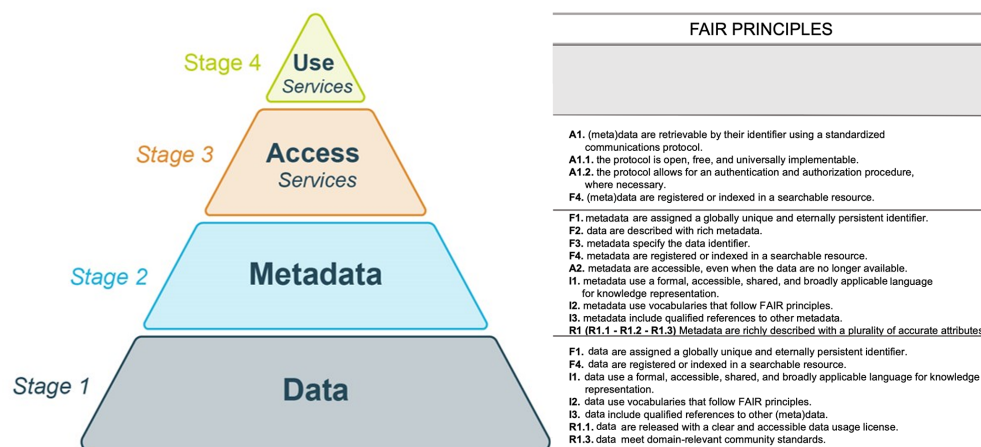 Stage 4
Use
Services
Stage 3
Access
Services
Stage 2
Metadata
Stage 1
Data
FAIR PRINCIPLES
A1. (meta)data are retrievable by their identifier using a standardized
communications protocol.
A1.1. the protocol is open, free, and universally implementable.
A1.2. the protocol allows for an authentication and authorization procedure,
where necessary.
F4. (meta)data are registered or indexed in a searchable resource.
F1. metadata are assigned a globally unique and eternally persistent identifier.
F2. data are described with rich metadata.
F3. metadata specify the data identifier.
F4. metadata are registered or indexed in a searchable resource.
A2. metadata are accessible, even when the data are no longer available.
I1. metadata use a formal, accessible, shared, and broadly applicable language
for knowledge representation.
I2. metadata use vocabularies that follow FAIR principles.
I3. metadata include qualified references to other metadata.
R1 (R1.1 - R1.2 - R1.3) Metadata are richly described with a plurality of accurate attributes
F1. data are assigned a globally unique and eternally persistent identifier.
F4. data are registered or indexed in a searchable resource.
I1. data use a formal, accessible, shared, and broadly applicable language for knowledge
representation.
I2. data use vocabularies that follow FAIR principles.
I3. data include qualified references to other (meta)data.
R1.1. data are released with a clear and accessible data usage license.
R1.3. data meet domain-relevant community standards.